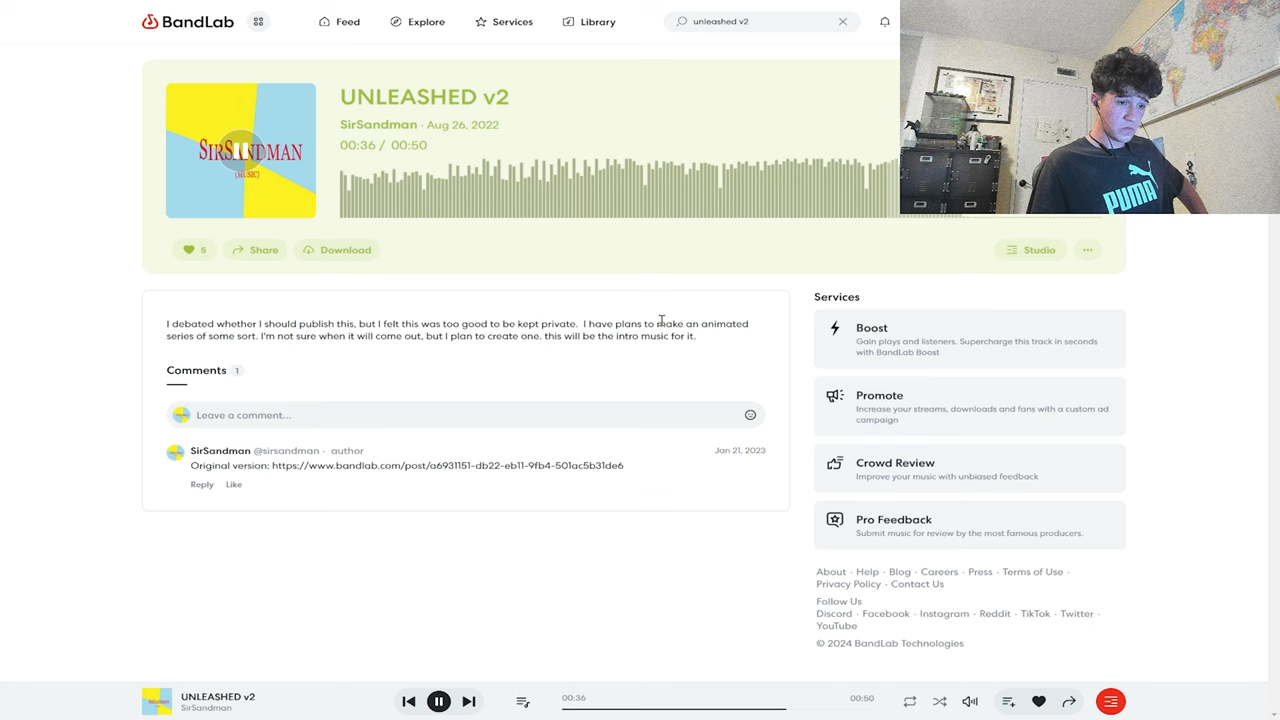 BandLab
Feed
Explore
Services
Library
unleashed v2
UNLEASHED v2
SirSandman · Aug 26, 2022
00:36 / 00:50
SIRSANDMAN
(MUSIC)
6
Share
Download
Studio
PUMA
I debated whether I should publish this, but I felt this was too good to be kept private. I have plans to make an animated
series of some sort. I'm not sure when it will come out, but I plan to create one. this will be the intro music for it.
Comments 1
Leave a comment...
SirSandman @sirsandman · author
Jan 21, 2023
Original version: https://www.bandlab.com/post/a6931151-db22-eb11-9fb4-501ac5b31de6
Reply Like
Services
Boost
Gain plays and listeners. Supercharge this track in seconds
with BandLab Boost
Promote
Increase your streams, downloads and fans with a custom ad
campaign
Crowd Review
Improve your music with unbiased feedback
Pro Feedback
Submit music for review by the most famous producers.
About · Help · Blog · Careers · Press · Terms of Use ·
Privacy Policy · Contact Us
Follow Us
Discord · Facebook · Instagram · Reddit · TikTok · Twitter ·
YouTube
© 2024 BandLab Technologies
UNLEASHED v2
SirSandman
00:36
00:50